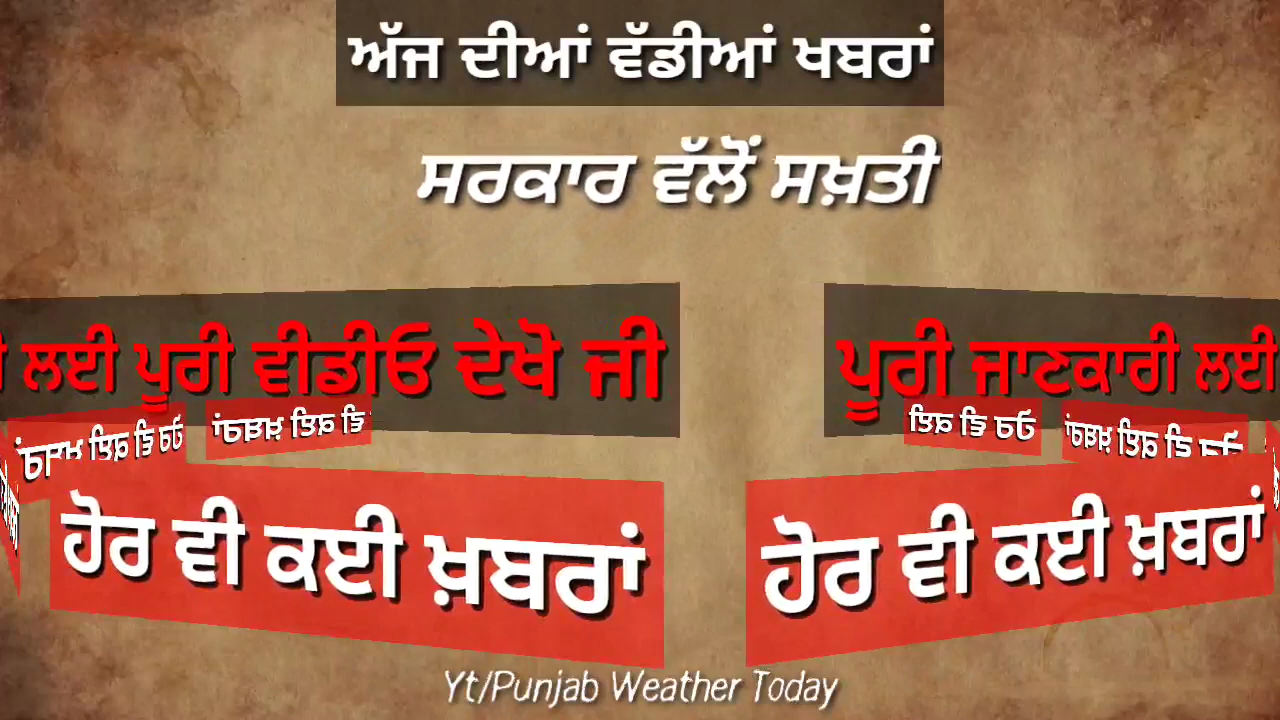 ਅੱਜ ਦੀਆਂ ਵੱਡੀਆਂ ਖਬਰਾਂ
ਸਰਕਾਰ ਵੱਲੋਂ ਸਖ਼ਤੀ
ਲਈ ਪੂਰੀ ਵੀਡੀਓ ਦੇਖੋ ਜੀ
ਪੂਰੀ ਜਾਣਕਾਰੀ ਲਈ
ਹੋਰ ਵੀ ਕਈ ਖ਼ਬਰਾਂ
ਹੋਰ ਵੀ ਕਈ ਖ਼ਬਰਾਂ
Yt/Punjab Weather Today